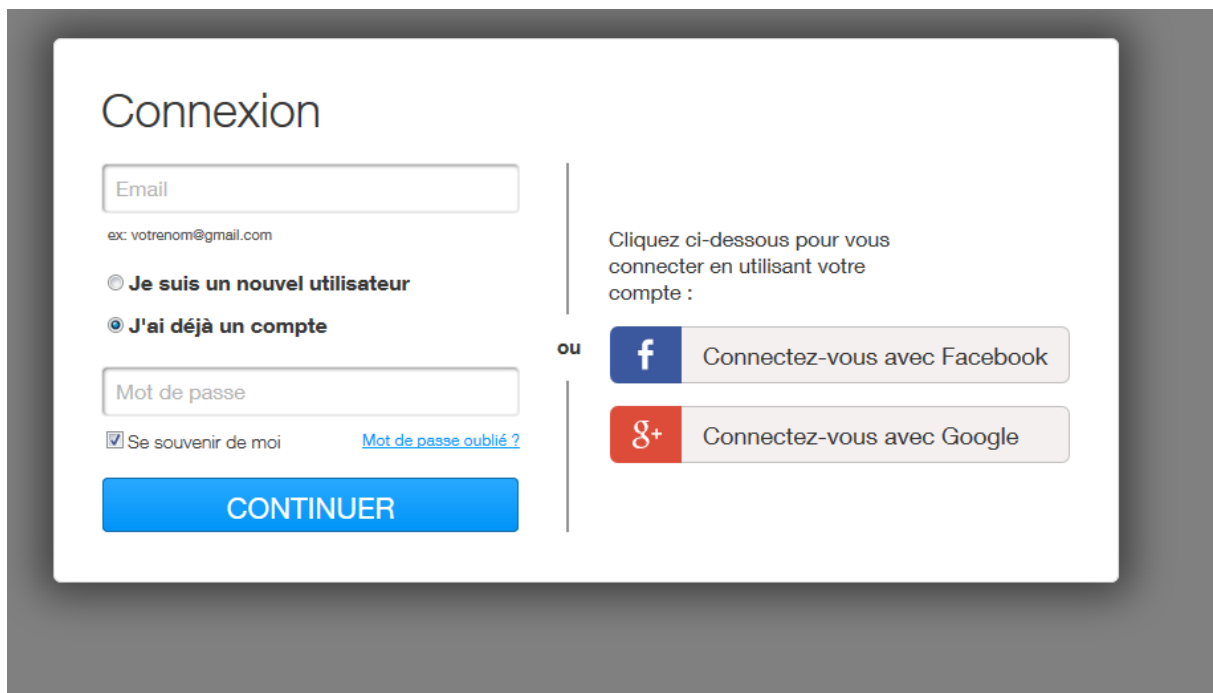 Connexion
Email
ex: votrenom@gmail.com
Je suis un nouvel utilisateur
J'ai déjà un compte
Mot de passe
Se souvenir de moi
Mot de passe oublié ?
CONTINUER
ou
Cliquez ci-dessous pour vous
connecter en utilisant votre
compte :
f
Connectez-vous avec Facebook
g+
Connectez-vous avec Google